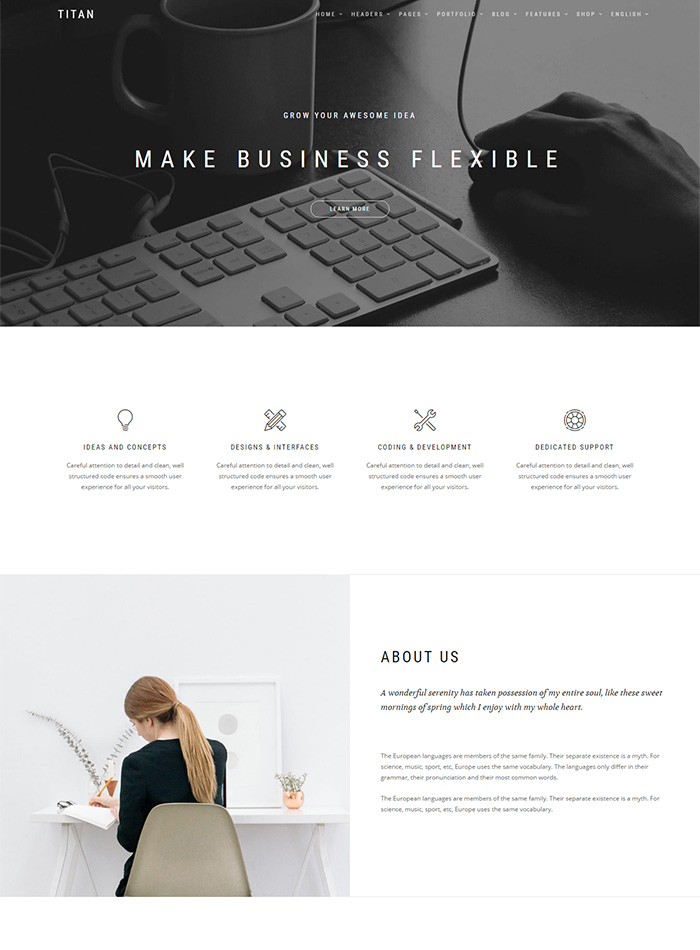 TITAN
HOME HEADERS PAGES PORTFOLIO BLOG FEATURES SHOP ENGLISH
GROW YOUR AWESOME IDEA
MAKE BUSINESS FLEXIBLE
LEARN MORE
IDEAS AND CONCEPTS
Careful attention to detail and clean, well
structured code ensures a smooth user
experience for all your visitors.
DESIGNS & INTERFACES
Careful attention to detail and clean, well
structured code ensures a smooth user
experience for all your visitors.
CODING & DEVELOPMENT
Careful attention to detail and clean, well
structured code ensures a smooth user
experience for all your visitors.
DEDICATED SUPPORT
Careful attention to detail and clean, well
structured code ensures a smooth user
experience for all your visitors.
ABOUT US
A wonderful serenity has taken possession of my entire soul, like these sweet
mornings of spring which I enjoy with my whole heart.
The European languages are members of the same family. Their separate existence is a myth. For
science, music, sport, etc, Europe uses the same vocabulary. The languages only differ in their
grammar, their pronunciation and their most common words.
The European languages are members of the same family. Their separate existence is a myth. For
science, music, sport, etc, Europe uses the same vocabulary.